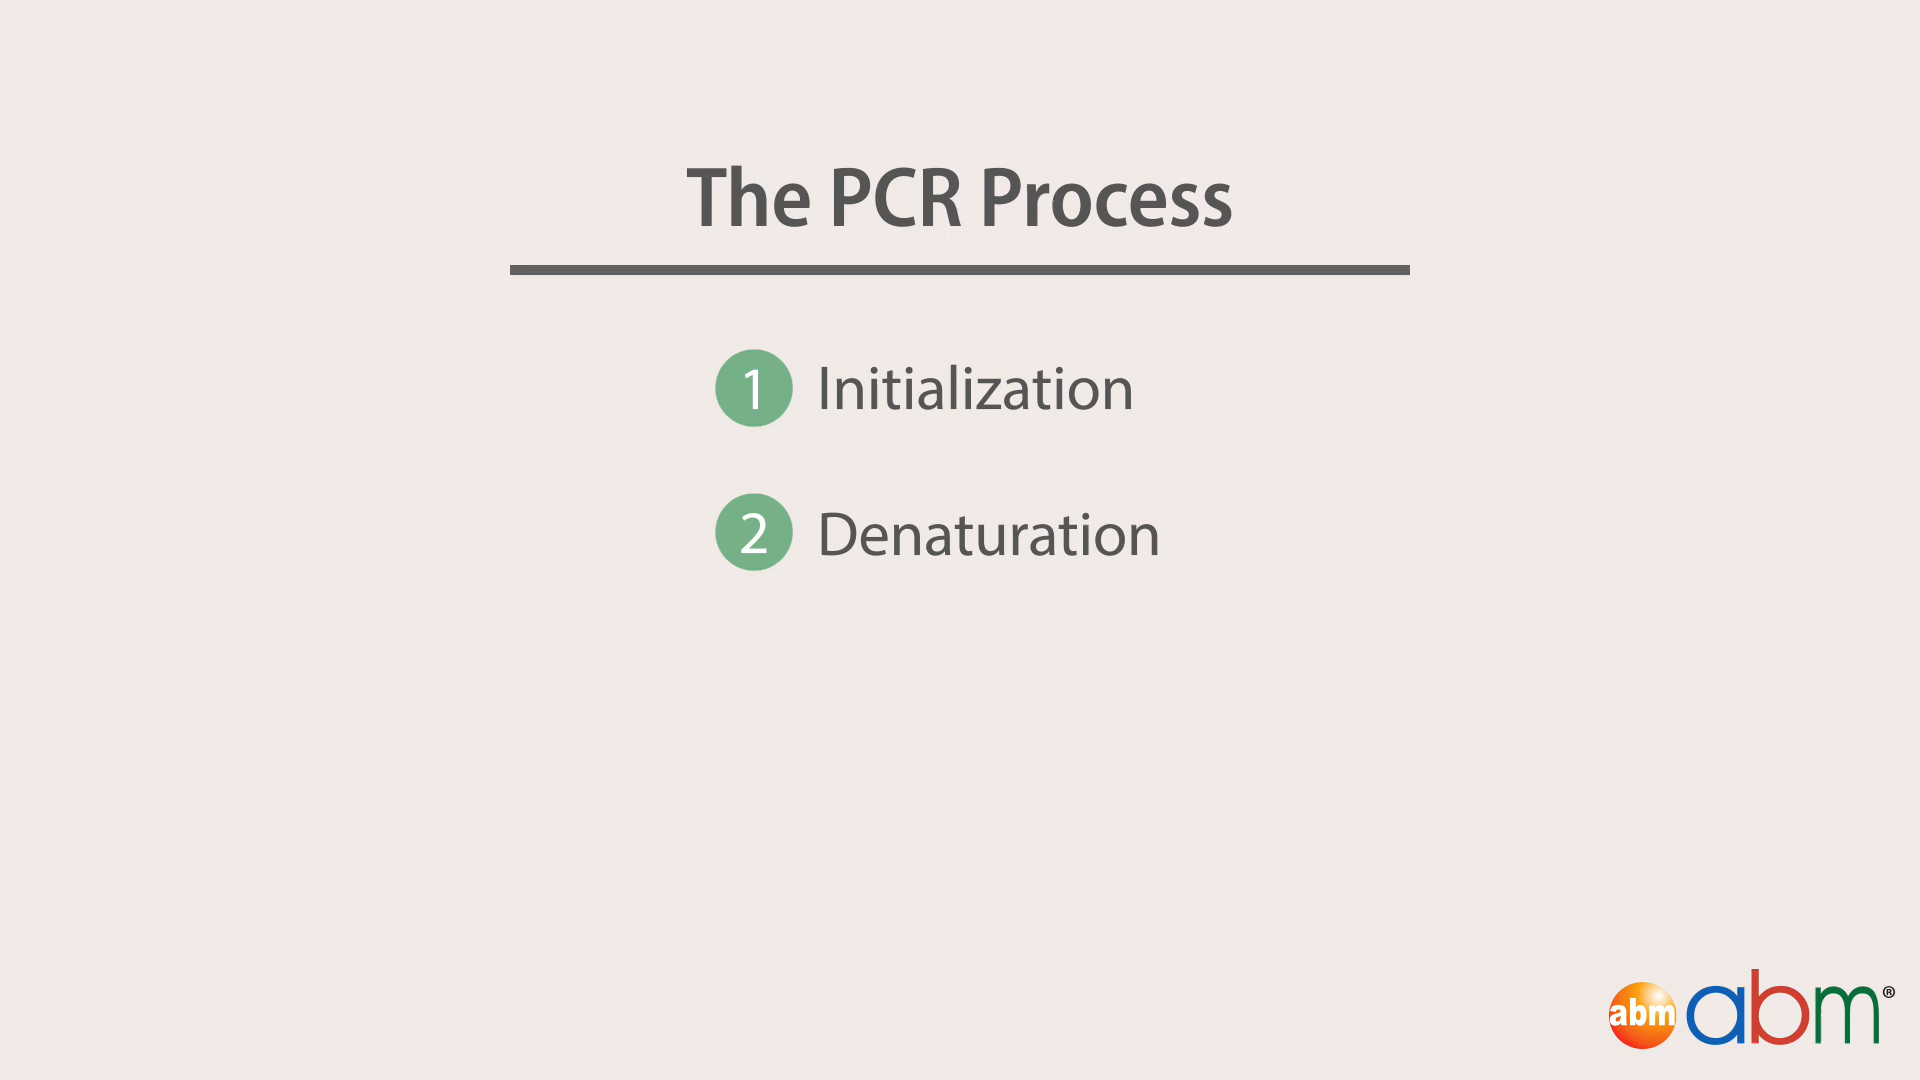 The PCR Process
1 Initialization
2 Denaturation
abm abm®